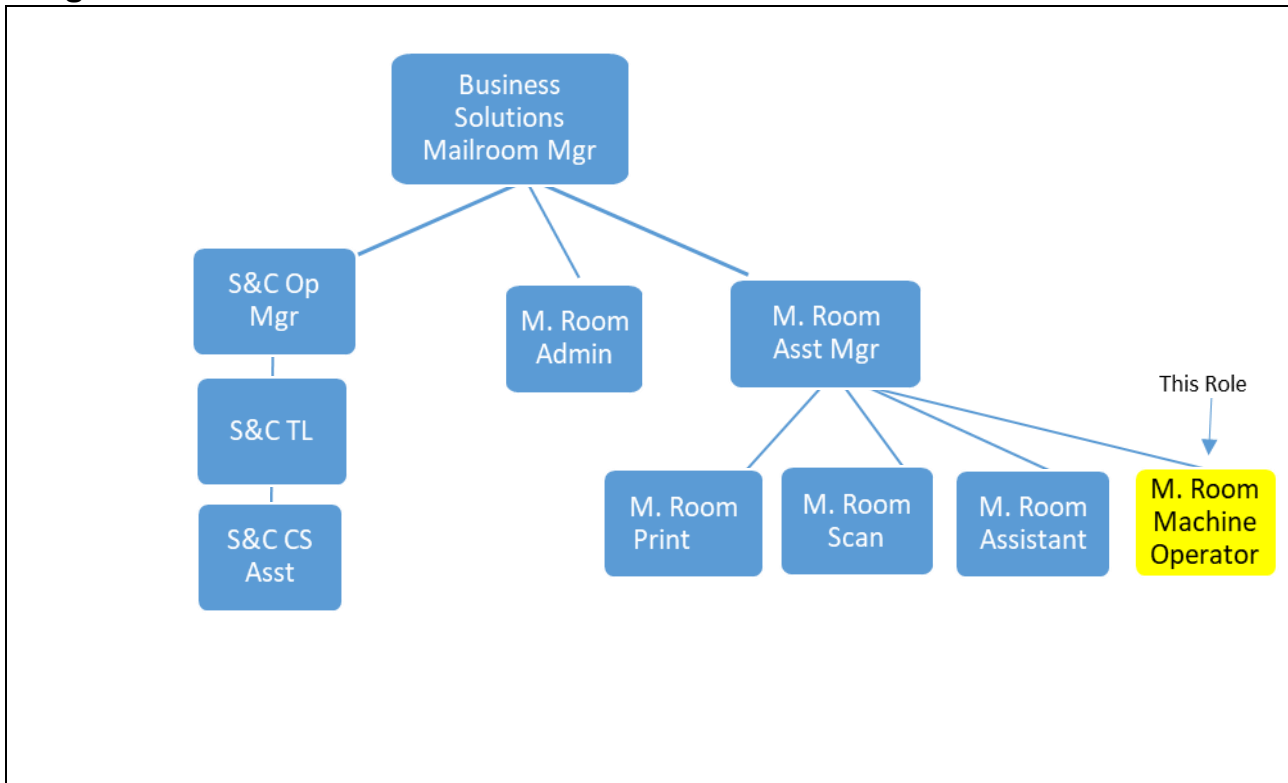 Business
Solutions
Mailroom Mgr
S&C Op
Mgr
M. Room
Admin
M. Room
Asst Mgr
This Role
S&C TL
M. Room
Print
M. Room
Scan
M. Room
Assistant
M. Room
Machine
Operator
S&C CS
Asst